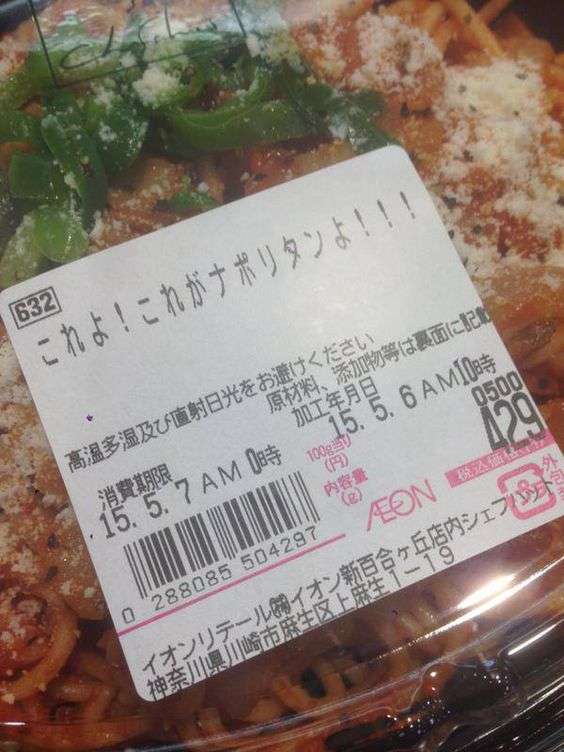 632
これよ!これがナポリタンよ!!!
高温多湿及び直射日光をお避けください
原材料、添加物等は裏面に記載
加工年月日
15.5.6 AM10時
消費期限
15.5.7 AM 0時
100g当り
(円)
内容量
(g)
0500
429
税込価格
ÆON
0 288085 504297
イオンリテール㈱イオン新百合ヶ丘店内シェフ
神奈川県川崎市麻生区上麻生1-19